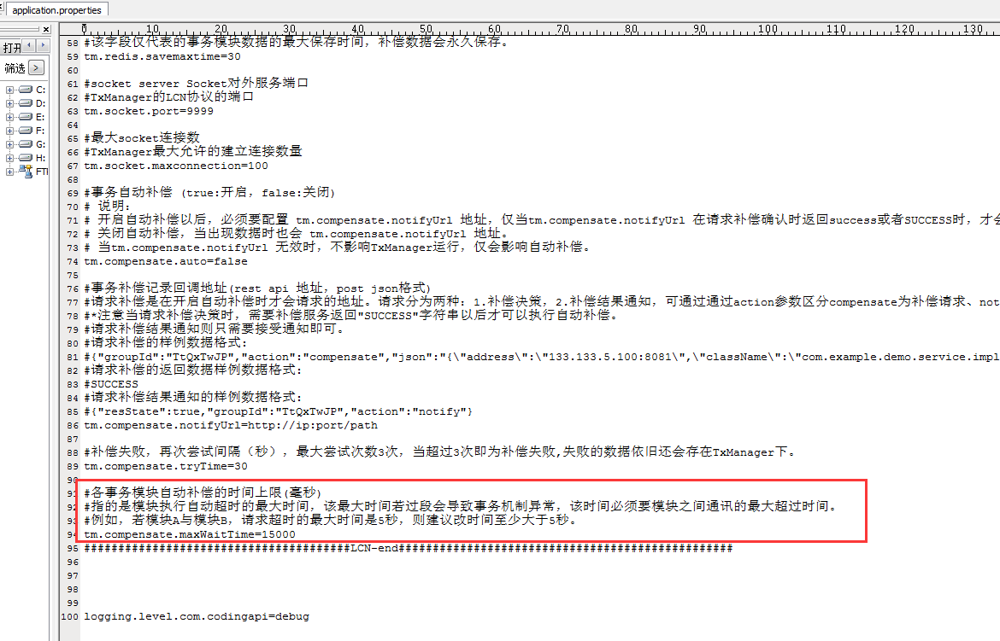 application.properties
0 10 20 30 40 50 60 70 80 90 100 110 120 130
打开
筛选
C:
D:
E:
F:
G:
H:
58 #该字段仅代表的事务模块数据的最大保存时间，补偿数据会永久保存。
59 tm.redis.savemaxtime=30
60
61 #socket server Socket对外服务端口
62 #TxManager的LCN协议的端口
63 tm.socket.port=9999
64
65 #最大socket连接数
66 #TxManager最大允许的建立连接数量
67 tm.socket.maxconnection=100
68
69 #事务自动补偿 (true:开启，false:关闭)
70 # 说明：
71 # 开启自动补偿以后，必须要配置 tm.compensate.notifyUrl 地址，仅当tm.compensate.notifyUrl 在请求补偿确认时返回success或者SUCCESS时，才会
72 # 关闭自动补偿，当出现数据时也会 tm.compensate.notifyUrl 地址。
73 # 当tm.compensate.notifyUrl 无效时，不影响TxManager运行，仅会影响自动补偿。
74 tm.compensate.auto=false
75
76 #事务补偿记录回调地址(rest api 地址，post json格式)
77 #请求补偿是在开启自动补偿时才会请求的地址。请求分为两种：1.补偿决策，2.补偿结果通知，可通过通过action参数区分compensate为补偿请求、not
78 #*注意当请求补偿决策时，需要补偿服务返回"SUCCESS"字符串以后才可以执行自动补偿。
79 #请求补偿结果通知则只需要接受通知即可。
80 #请求补偿的样例数据格式：
81 #{"groupId":"TtQxTwJP","action":"compensate","json":"{\"address\":\"133.133.5.100:8081\",\"className\":\"com.example.demo.service.impl
82 #请求补偿的返回数据样例数据格式：
83 #SUCCESS
84 #请求补偿结果通知的样例数据格式：
85 #{"resState":true,"groupId":"TtQxTwJP","action":"notify"}
86 tm.compensate.notifyUrl=http://ip:port/path
87
88 #补偿失败，再次尝试间隔（秒），最大尝试次数3次，当超过3次即为补偿失败,失败的数据依旧还会存在TxManager下。
89 tm.compensate.tryTime=30
90
91 #各事务模块自动补偿的时间上限(毫秒)
92 #指的是模块执行自动超时的最大时间，该最大时间若过段会导致事务机制异常，该时间必须要模块之间通讯的最大超过时间。
93 #例如，若模块A与模块B，请求超时的最大时间是5秒，则建议改时间至少大于5秒。
94 tm.compensate.maxWaitTime=15000
95 #######################################LCN-end#################################################
96
97
98
99
100 logging.level.com.codingapi=debug